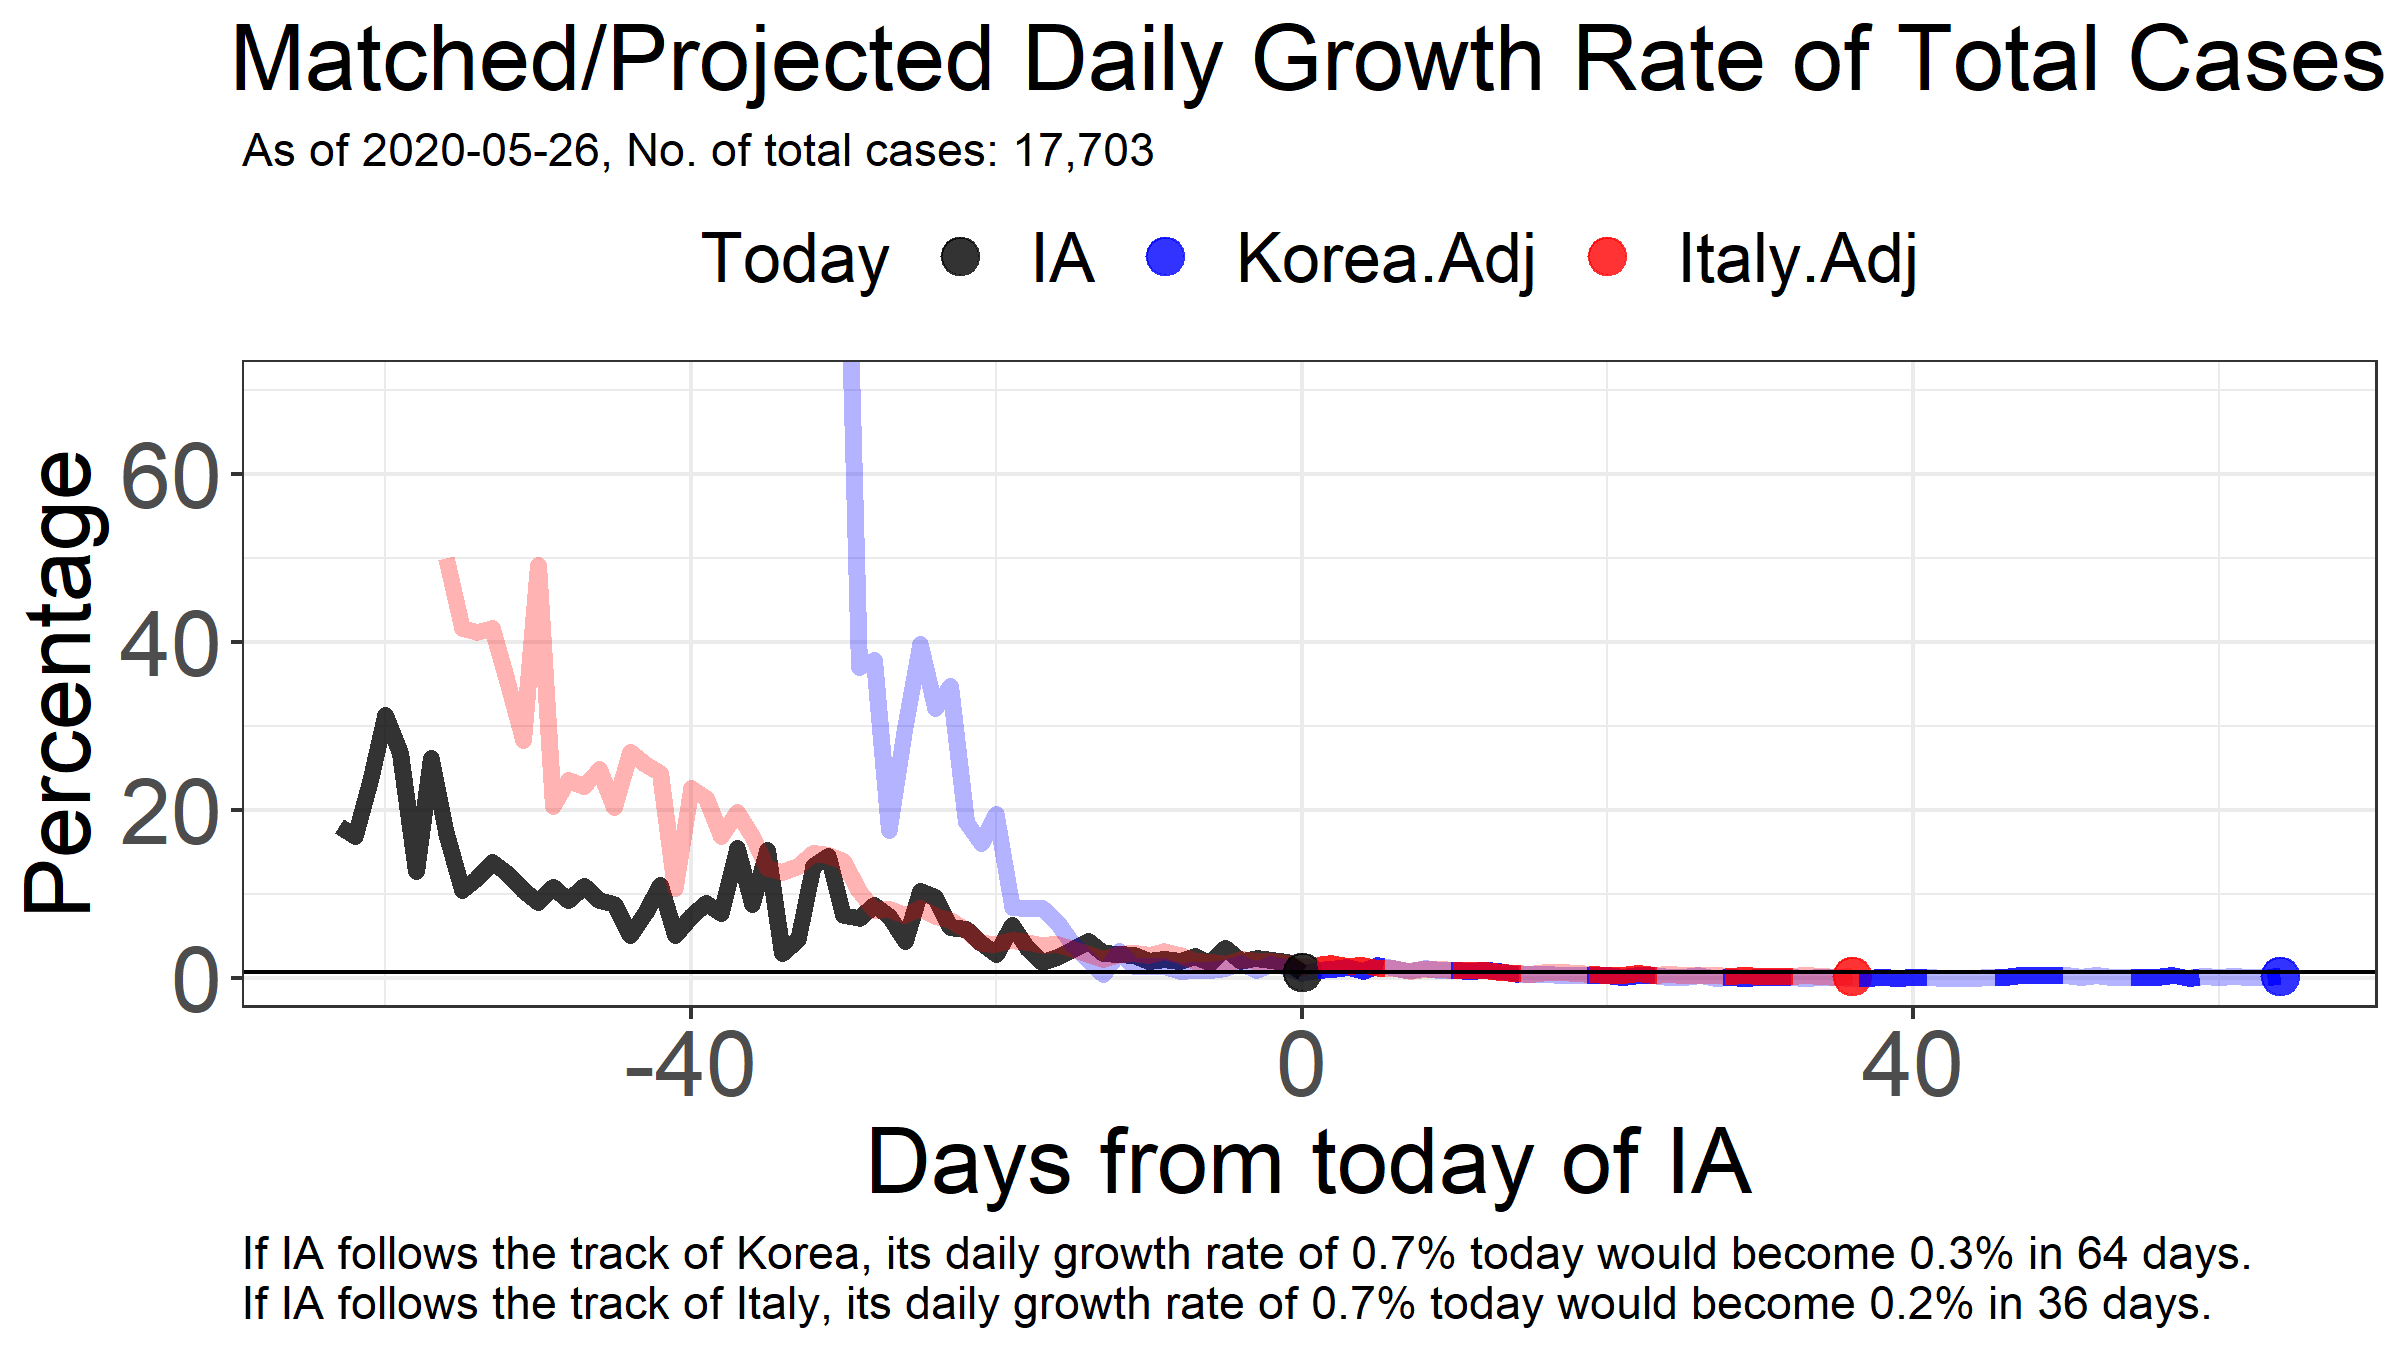 Matched/Projected Daily Growth Rate of Total Cases
As of 2020-05-26, No. of total cases: 17,703
Today IA Korea.Adj Italy.Adj
Percentage
60
40
20
0
-40 0 40
Days from today of IA
If IA follows the track of Korea, its daily growth rate of 0.7% today would become 0.3% in 64 days.
If IA follows the track of Italy, its daily growth rate of 0.7% today would become 0.2% in 36 days.